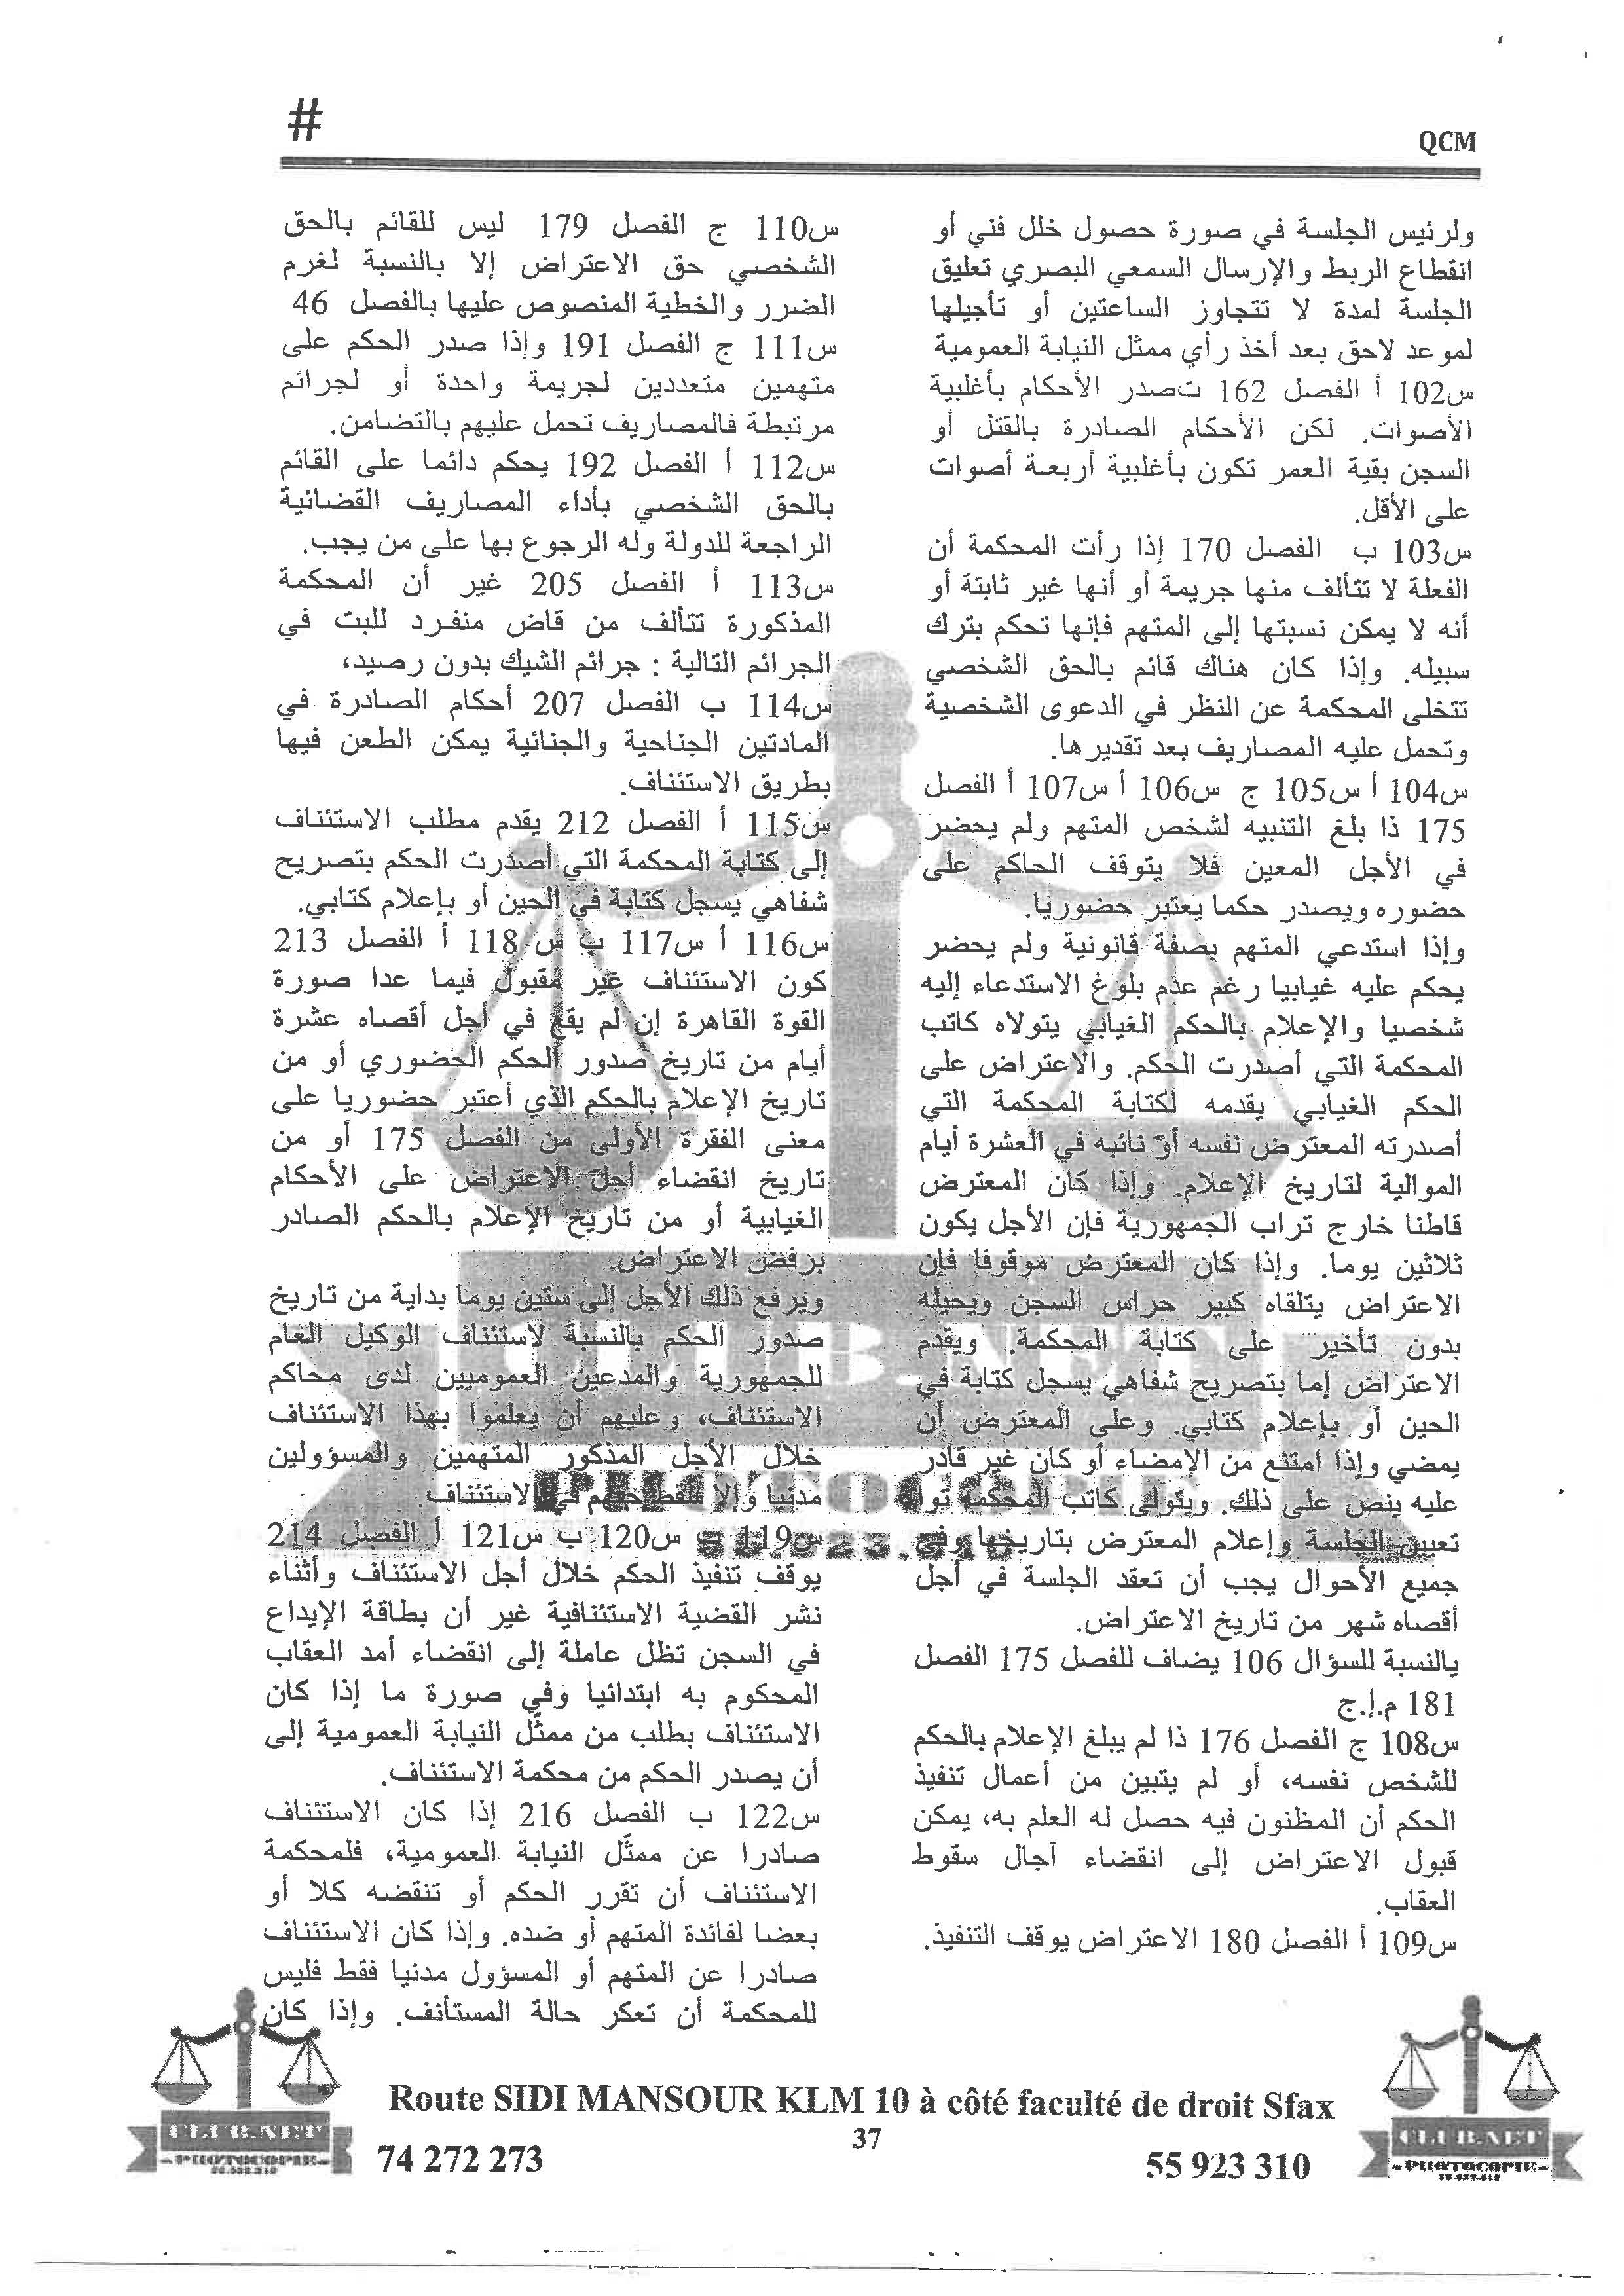 #
QCM
ولرئيس الجلسة في صورة حصول خلل فني أو
انقطاع الربط والإرسال السمعي البصري تعليق
الجلسة لمدة لا تتجاوز الساعتين أو تأجيلها
لموعد لاحق بعد أخذ رأي ممثل النيابة العمومية
س102 أ الفصل 162 تصدر الأحكام بأغلبية
الأصوات. لكن الأحكام الصادرة بالقتل أو
السجن بقية العمر تكون بأغلبية أربعة أصوات
على الأقل.
س103 ب الفصل 170 إذا رأت المحكمة أن
الفعلة لا تتألف منها جريمة أو أنها غير ثابتة أو
أنه لا يمكن نسبتها إلى المتهم فإنها تحكم بترك
سبيله. وإذا كان هناك قائم بالحق الشخصي
تتخلى المحكمة عن النظر في الدعوى الشخصية
وتحمل عليه المصاريف بعد تقديرها.
س104 أ س105 ج س106 أ س107 أ الفصل
175 ذا بلغ التنبيه لشخص المتهم ولم يحضر
في الأجل المعين فلا يتوقف الحاكم على
حضوره ويصدر حكما يعتبر حضوريا.
وإذا استدعي المتهم بصفة قانونية ولم يحضر
يحكم عليه غيابيا رغم عدم بلوغ الاستدعاء إليه
شخصيا والإعلام بالحكم الغيابي يتولاه كاتب
المحكمة التي أصدرت الحكم. والاعتراض على
الحكم الغيابي يقدمه لكتابة المحكمة التي
أصدرته المعترض نفسه أو نائبه في العشرة أيام
الموالية لتاريخ الإعلام. وإذا كان المعترض
قاطنا خارج تراب الجمهورية فإن الأجل يكون
ثلاثين يوما. وإذا كان المعترض موقوفا فإن
الاعتراض يتلقاه كبير حراس السجن ويحيله
بدون تأخير على كتابة المحكمة. ويقدم
الاعتراض إما بتصريح شفاهي يسجل كتابة في
الحين أو بإعلام كتابي. وعلى المعترض أن
يمضي وإذا امتنع من الإمضاء أو كان غير قادر
عليه ينص على ذلك. ويتولى كاتب المحكمة توا
تعيين الجلسة وإعلام المعترض بتاريخها وفي
جميع الأحوال يجب أن تعقد الجلسة في أجل
أقصاه شهر من تاريخ الاعتراض.
بالنسبة للسؤال 106 يضاف للفصل 175 الفصل
181 م.إ.ج
س108 ج الفصل 176 ذا لم يبلغ الإعلام بالحكم
للشخص نفسه، أو لم يتبين من أعمال تنفيذ
الحكم أن المظنون فيه حصل له العلم به، يمكن
قبول الاعتراض إلى انقضاء آجال سقوط
العقاب.
س109 أ الفصل 180 الاعتراض يوقف التنفيذ.
س110 ج الفصل 179 ليس للقائم بالحق
الشخصي حق الاعتراض إلا بالنسبة لغرم
الضرر والخطية المنصوص عليها بالفصل 46
س111 ج الفصل 191 وإذا صدر الحكم على
متهمين متعددين لجريمة واحدة أو لجرائم
مرتبطة فالمصاريف تحمل عليهم بالتضامن.
س112 أ الفصل 192 يحكم دائما على القائم
بالحق الشخصي بأداء المصاريف القضائية
الراجعة للدولة وله الرجوع بها على من يجب.
س113 أ الفصل 205 غير أن المحكمة
المذكورة تتألف من قاض منفرد للبت في
الجرائم التالية : جرائم الشيك بدون رصيد،
س114 ب الفصل 207 أحكام الصادرة في
المادتين الجناحية والجنائية يمكن الطعن فيها
بطريق الاستئناف.
س115 أ الفصل 212 يقدم مطلب الاستئناف
إلى كتابة المحكمة التي أصدرت الحكم بتصريح
شفاهي يسجل كتابة في الحين أو بإعلام كتابي.
س116 أ س117 ب س118 أ الفصل 213
كون الاستئناف غير مقبول فيما عدا صورة
القوة القاهرة إن لم يقع في أجل أقصاه عشرة
أيام من تاريخ صدور الحكم الحضوري أو من
تاريخ الإعلام بالحكم الذي أعتبر حضوريا على
معنى الفقرة الأولى من الفصل 175 أو من
تاريخ انقضاء أجل الاعتراض على الأحكام
الغيابية أو من تاريخ الإعلام بالحكم الصادر
برفض الاعتراض.
ويرفع ذلك الأجل إلى ستين يوما بداية من تاريخ
صدور الحكم بالنسبة لاستئناف الوكيل العام
للجمهورية والمدعين العموميين لدى محاكم
الاستئناف، وعليهم أن يعلموا بهذا الاستئناف
خلال الأجل المذكور المتهمين والمسؤولين
مدنيا وإلا سقط حقهم في الاستئناف.
س119 س120 ب س121 أ الفصل 214
يوقف تنفيذ الحكم خلال أجل الاستئناف وأثناء
نشر القضية الاستئنافية غير أن بطاقة الإيداع
في السجن تظل عاملة إلى انقضاء أمد العقاب
المحكوم به ابتدائيا وفي صورة ما إذا كان
الاستئناف بطلب من ممثّل النيابة العمومية إلى
أن يصدر الحكم من محكمة الاستئناف.
س122 ب الفصل 216 إذا كان الاستئناف
صادرا عن ممثّل النيابة العمومية، فلمحكمة
الاستئناف أن تقرر الحكم أو تنقضه كلا أو
بعضا لفائدة المتهم أو ضده. وإذا كان الاستئناف
صادرا عن المتهم أو المسؤول مدنيا فقط فليس
للمحكمة أن تعكر حالة المستأنف. وإذا كان
Route SIDI MANSOUR KLM 10 à côté faculté de droit Sfax
37
74 272 273
55 923 310
CLUB.NET
-PHOTOCOPIE-
CLUB.NET
-PHOTOCOPIE-